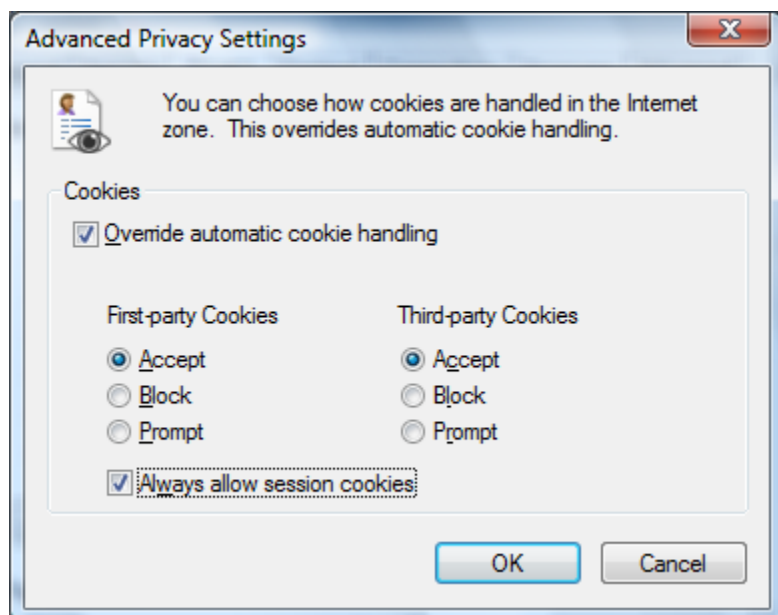 Advanced Privacy Settings
You can choose how cookies are handled in the Internet
zone. This overrides automatic cookie handling.
Cookies
Override automatic cookie handling
First-party Cookies
Third-party Cookies
Accept
Accept
Block
Block
Prompt
Prompt
Always allow session cookies
OK
Cancel